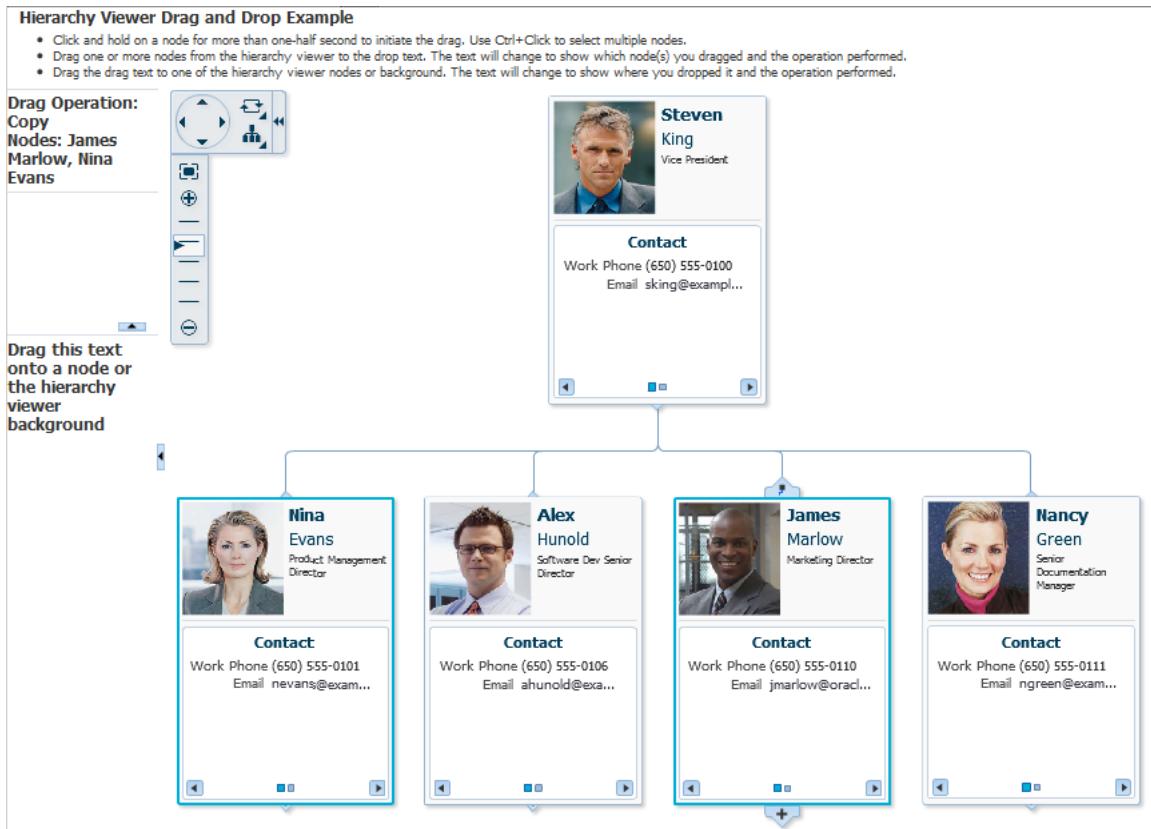 Hierarchy Viewer Drag and Drop Example
Click and hold on a node for more than one-half second to initiate the drag. Use Ctrl+Click to select multiple nodes.
Drag one or more nodes from the hierarchy viewer to the drop text. The text will change to show which node(s) you dragged and the operation performed.
Drag the drag text to one of the hierarchy viewer nodes or background. The text will change to show where you dropped it and the operation performed.
Drag Operation:
Copy
Nodes: James
Marlow, Nina
Evans
Drag this text
onto a node or
the hierarchy
viewer
background
Steven
King
Vice President
Contact
Work Phone (650) 555-0100
Email sking@exampl...
Nina
Evans
Product Management
Director
Contact
Work Phone (650) 555-0101
Email nevans@exam...
Alex
Hunold
Software Dev Senior
Director
Contact
Work Phone (650) 555-0106
Email ahunold@exa...
James
Marlow
Marketing Director
Contact
Work Phone (650) 555-0110
Email jmarlow@oracl...
Nancy
Green
Senior
Documentation
Manager
Contact
Work Phone (650) 555-0111
Email ngreen@exam...